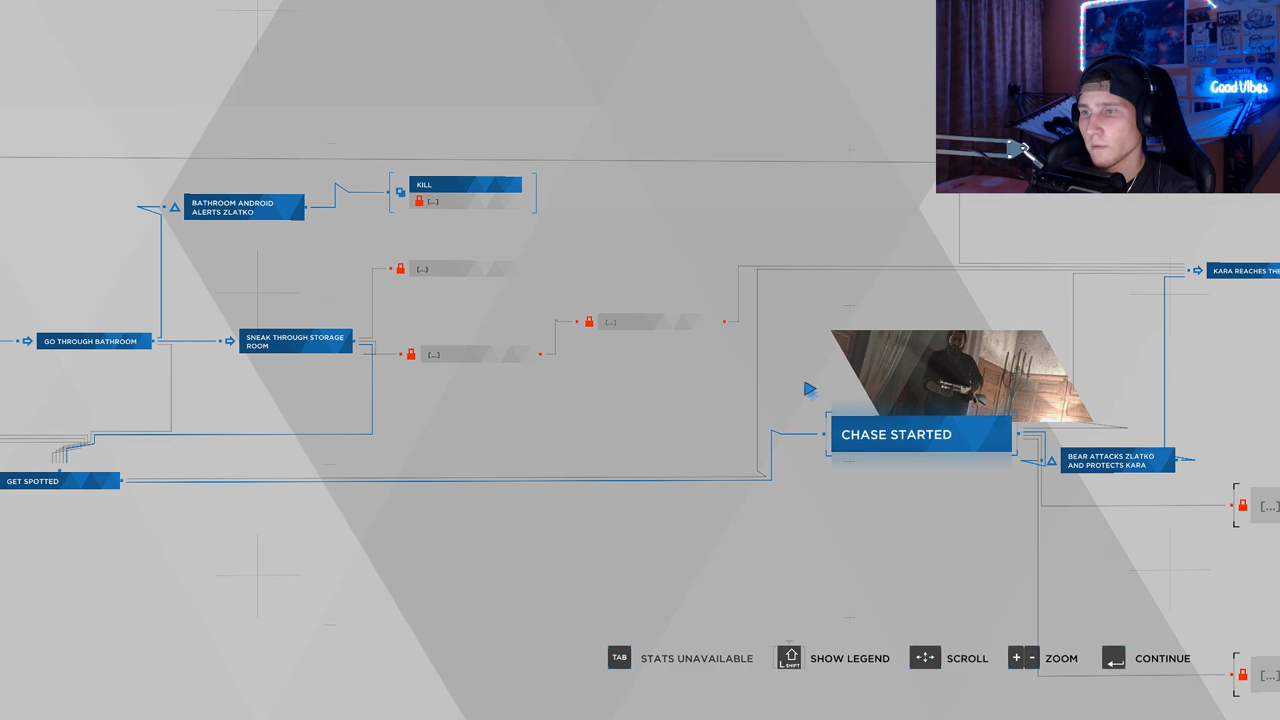 Good Vibes
BATHROOM ANDROID
ALERTS ZLATKO
KILL
[...]
[...]
KARA REACHES THE
[...]
GO THROUGH BATHROOM
SNEAK THROUGH STORAGE
ROOM
[...]
CHASE STARTED
BEAR ATTACKS ZLATKO
AND PROTECTS KARA
GET SPOTTED
[...]
TAB
STATS UNAVAILABLE
L SHIFT
SHOW LEGEND
SCROLL
+ -
ZOOM
CONTINUE